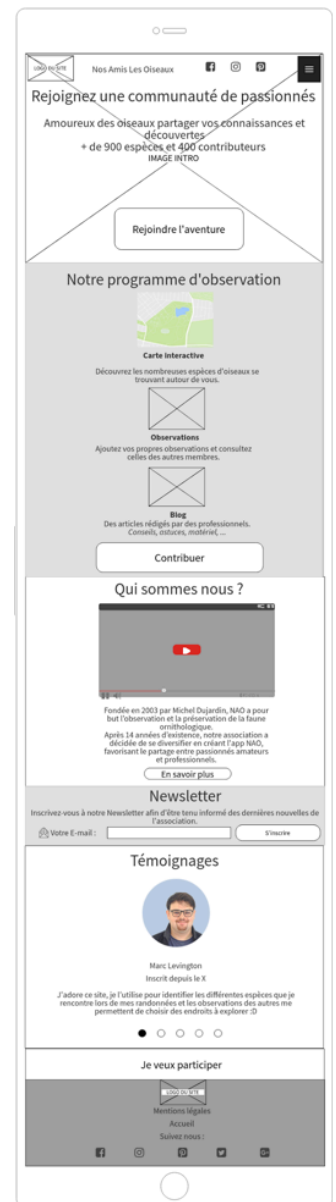 LOGO DU SITE
Nos Amis Les Oiseaux
Rejoignez une communauté de passionnés
Amoureux des oiseaux partager vos connaissances et
découvertes
+ de 900 espèces et 400 contributeurs
IMAGE INTRO
Rejoindre l'aventure
Notre programme d'observation
Carte Interactive
Découvrez les nombreuses espèces d'oiseaux se
trouvant autour de vous.
Observations
Ajoutez vos propres observations et consultez
celles des autres membres.
Blog
Des articles rédigés par des professionnels.
Conseils, astuces, matériel, ...
Contribuer
Qui sommes nous ?
Fondée en 2003 par Michel Dujardin, NAO a pour
but l'observation et la préservation de la faune
ornithologique.
Après 14 années d'existence, notre association a
décidée de se diversifier en créant l'app NAO,
favorisant le partage entre passionnés amateurs
et professionnels.
En savoir plus
Newsletter
Inscrivez-vous à notre Newsletter afin d'être tenu informé des dernières nouvelles de
l'association.
Votre E-mail :
S'inscrire
Témoignages
Marc Levington
Inscrit depuis le X
J'adore ce site, je l'utilise pour identifier les différentes espèces que je
rencontre lors de mes randonnées et les observations des autres me
permettent de choisir des endroits à explorer :D
Je veux participer
LOGO DU SITE
Mentions légales
Accueil
Suivez nous :